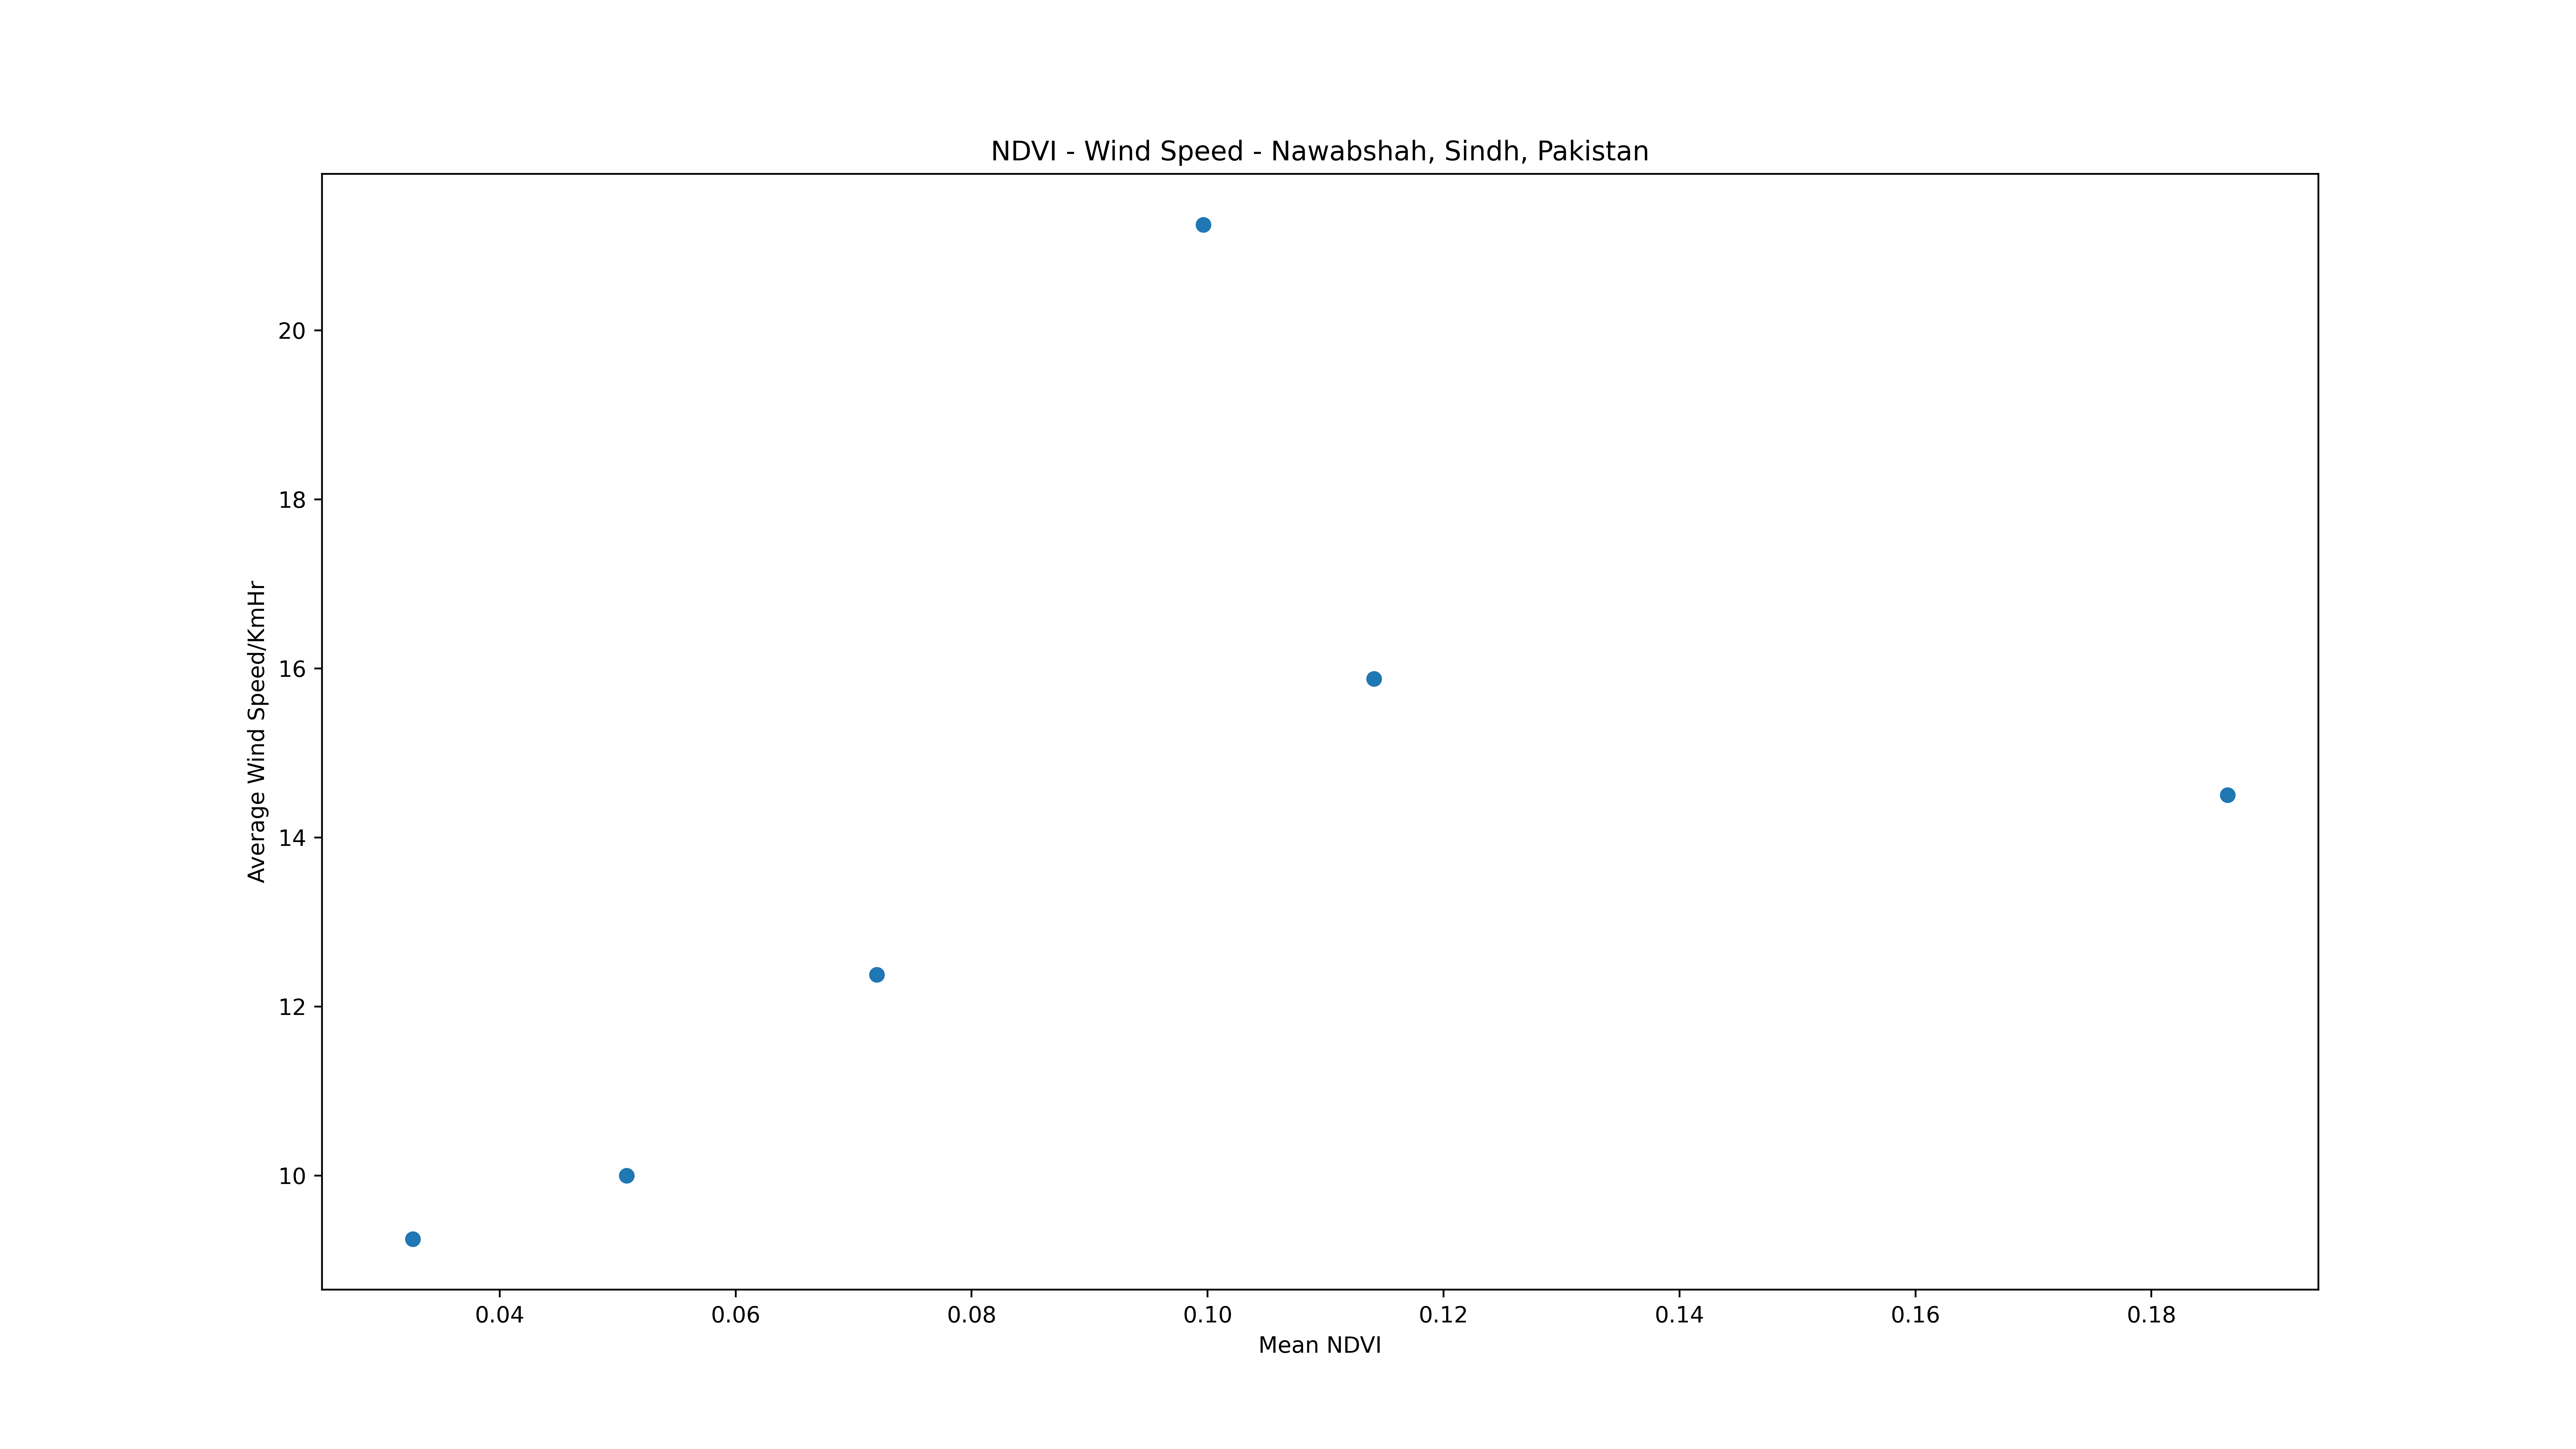 NDVI - Wind Speed - Nawabshah, Sindh, Pakistan
20
18
16
14
12
10
Average Wind Speed/KmHr
0.04 0.06 0.08 0.10 0.12 0.14 0.16 0.18
Mean NDVI